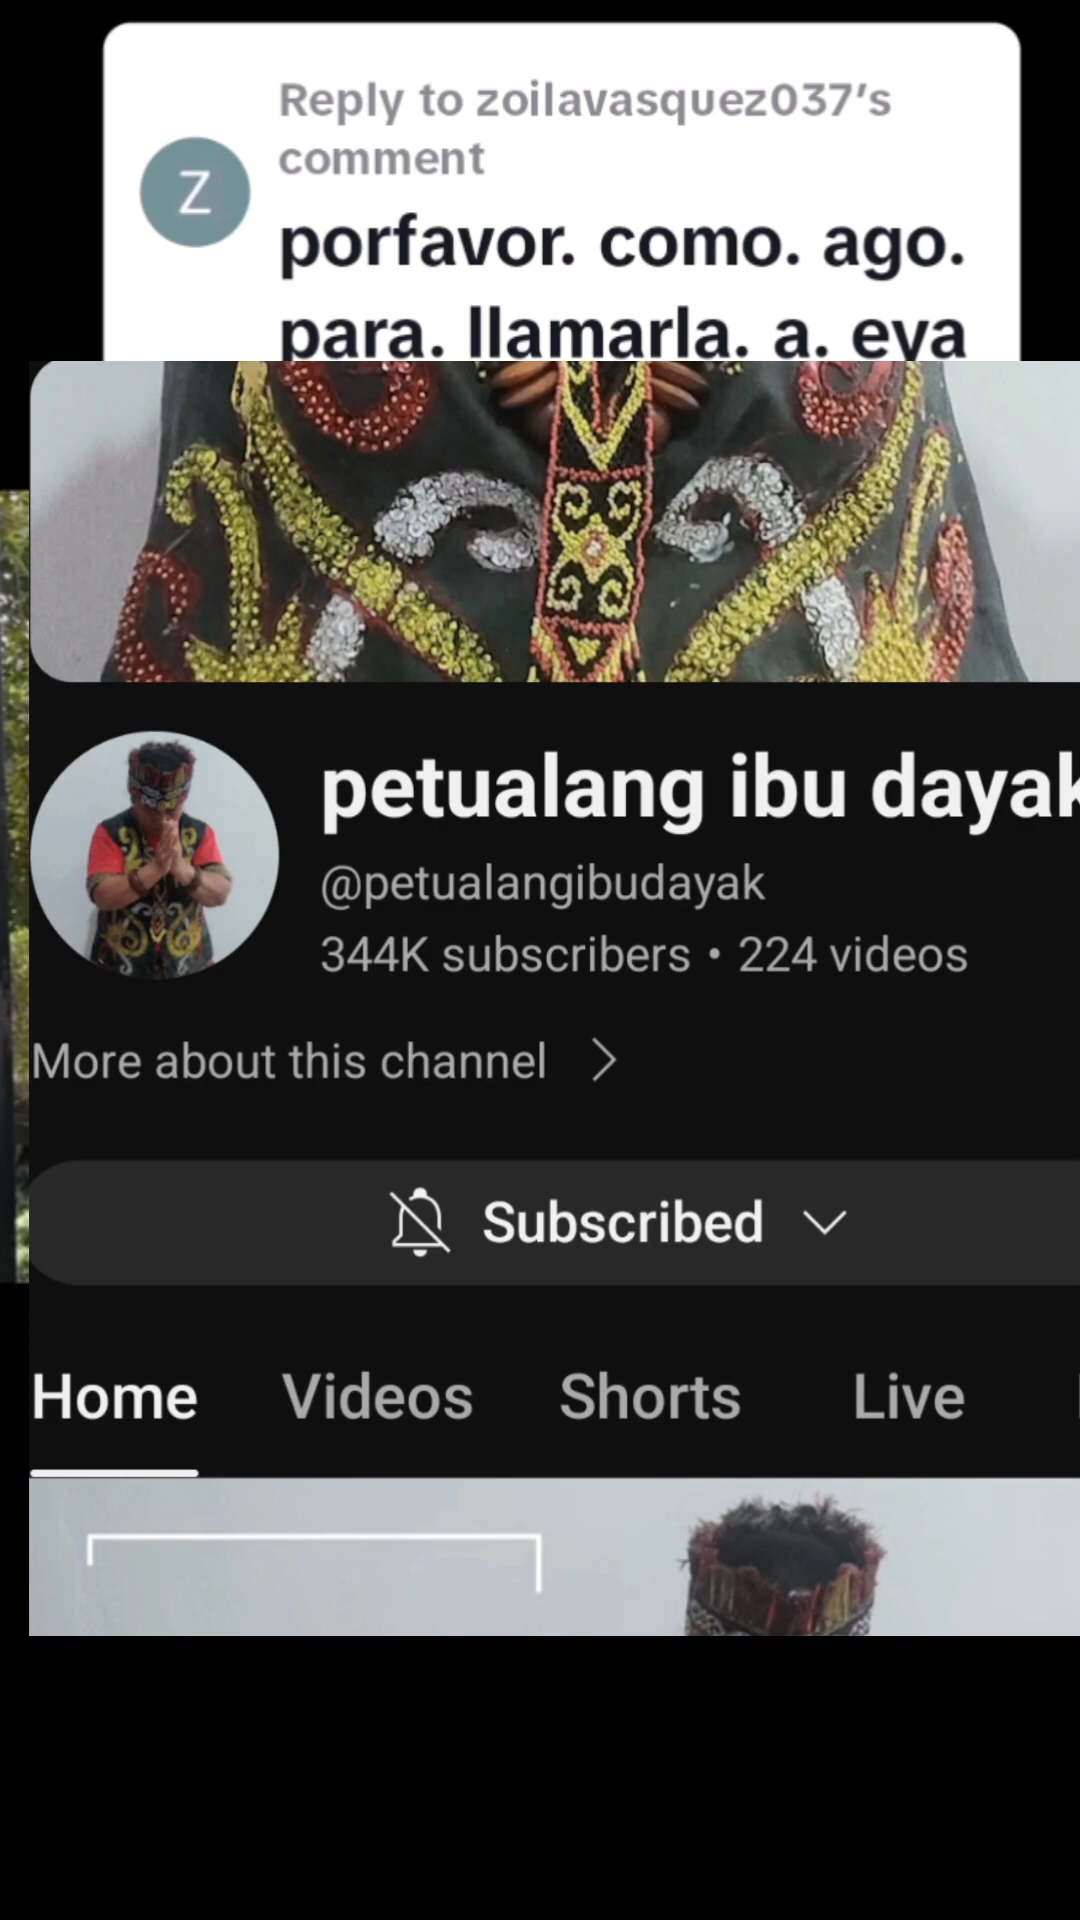 Reply to zoilavasquez037's
comment
Z
porfavor. como. ago.
para. llamarla. a. eva
petualang ibu dayak
@petualangibudayak
344K subscribers • 224 videos
More about this channel
Subscribed
Home Videos Shorts Live